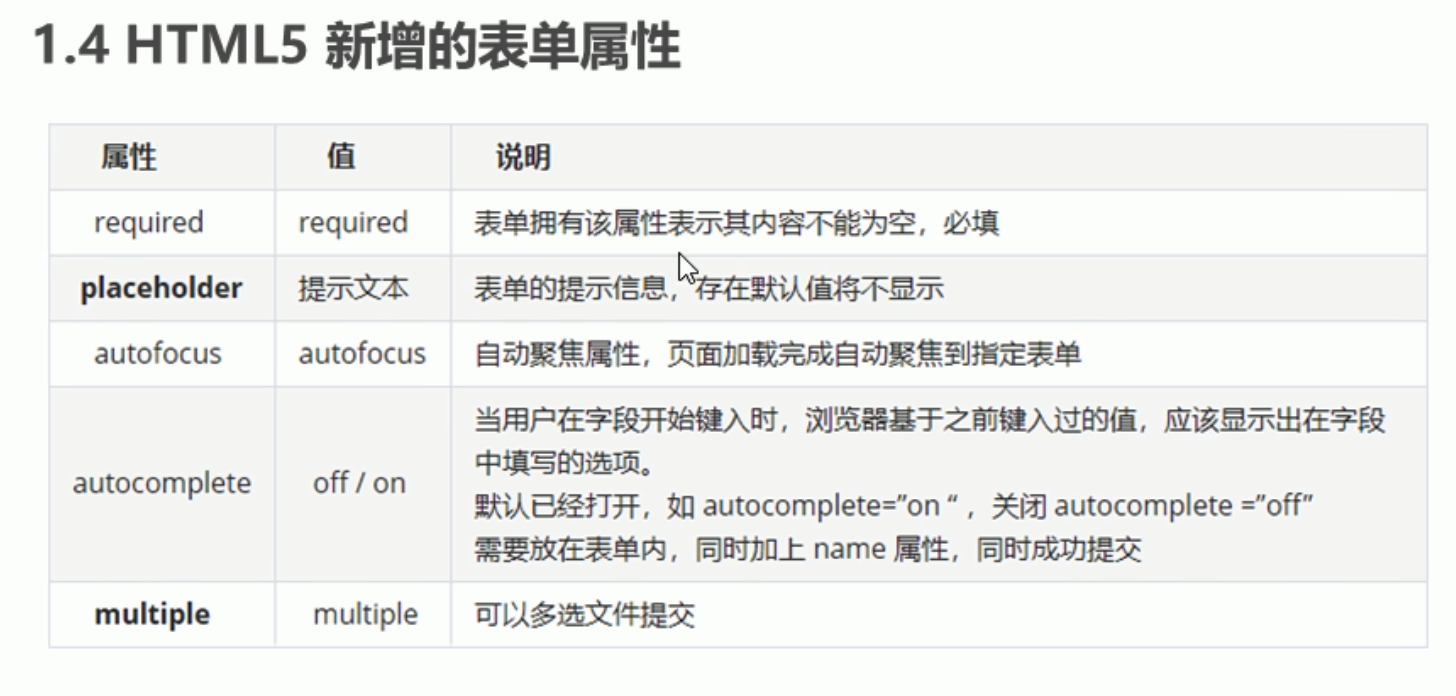 1.4 HTML5 新增的表单属性
属性 值 说明
required required 表单拥有该属性表示其内容不能为空，必填
placeholder 提示文本 表单的提示信息，存在默认值将不显示
autofocus autofocus 自动聚焦属性，页面加载完成自动聚焦到指定表单
当用户在字段开始键入时，浏览器基于之前键入过的值，应该显示出在字段
中填写的选项。
autocomplete off / on
默认已经打开，如 autocomplete=”on “ ，关闭 autocomplete =”off”
需要放在表单内，同时加上 name 属性，同时成功提交
multiple multiple 可以多选文件提交